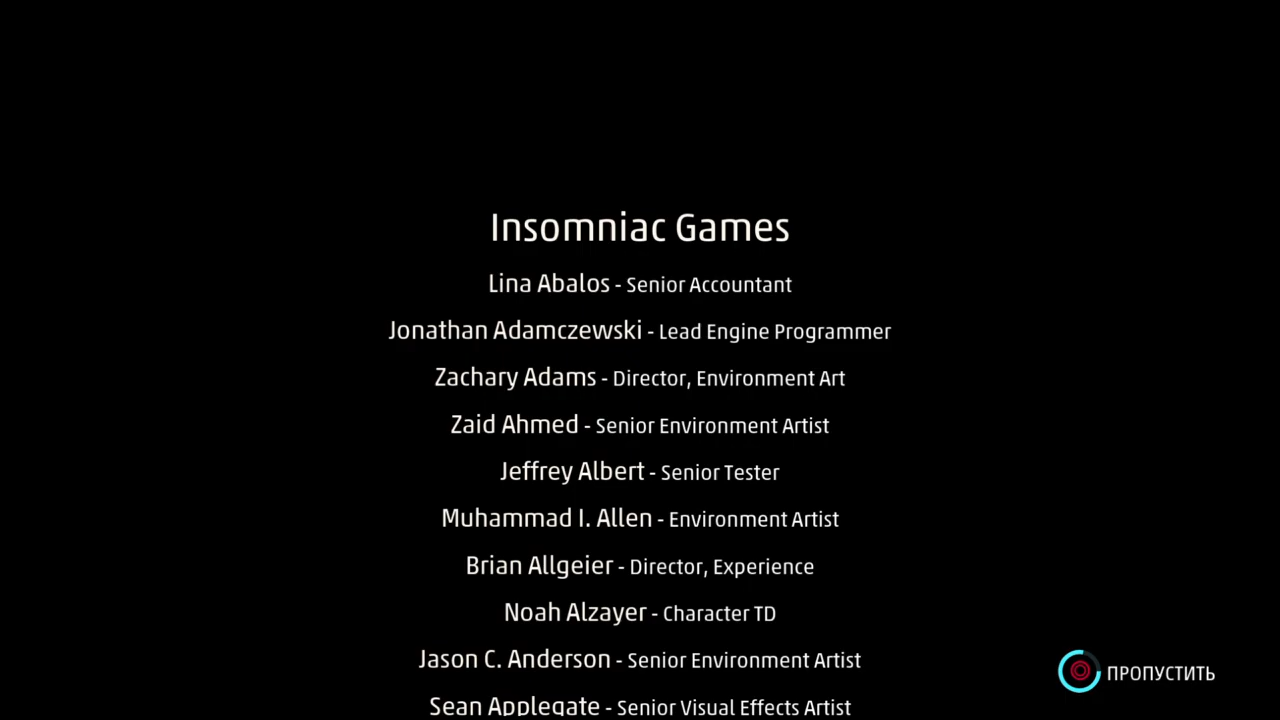 Insomniac Games
Lina Abalos - Senior Accountant
Jonathan Adamczewski - Lead Engine Programmer
Zachary Adams - Director, Environment Art
Zaid Ahmed - Senior Environment Artist
Jeffrey Albert - Senior Tester
Muhammad I. Allen - Environment Artist
Brian Allgeier - Director, Experience
Noah Alzayer - Character TD
Jason C. Anderson - Senior Environment Artist
Sean Applegate - Senior Visual Effects Artist
ПРОПУСТИТЬ